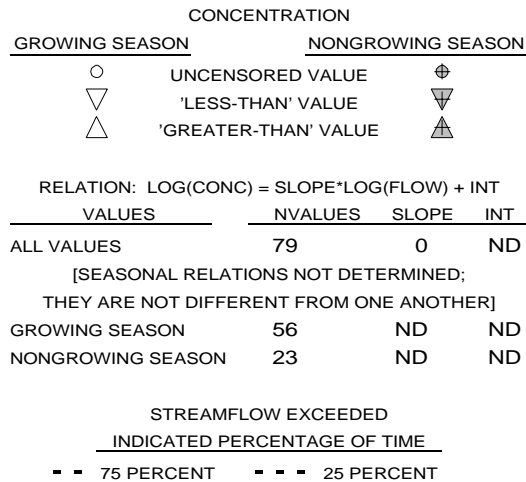 CONCENTRATION
GROWING SEASON NONGROWING SEASON
UNCENSORED VALUE
'LESS-THAN' VALUE
'GREATER-THAN' VALUE
RELATION: LOG(CONC) = SLOPE*LOG(FLOW) + INT
VALUES NVALUES SLOPE INT
ALL VALUES 79 0 ND
[SEASONAL RELATIONS NOT DETERMINED;
THEY ARE NOT DIFFERENT FROM ONE ANOTHER]
GROWING SEASON 56 ND ND
NONGROWING SEASON 23 ND ND
STREAMFLOW EXCEEDED
INDICATED PERCENTAGE OF TIME
75 PERCENT 25 PERCENT